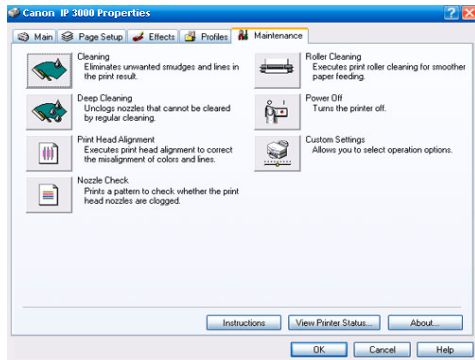 Canon IP 3000 Properties
Main
Page Setup
Effects
Profiles
Maintenance
Cleaning
Eliminates unwanted smudges and lines in
the print result.
Deep Cleaning
Unclogs nozzles that cannot be cleared
by regular cleaning.
Print Head Alignment
Executes print head alignment to correct
the misalignment of colors and lines.
Nozzle Check
Prints a pattern to check whether the print
head nozzles are clogged.
Roller Cleaning
Executes print roller cleaning for smoother
paper feeding.
Power Off
Turns the printer off.
Custom Settings
Allows you to select operation options.
Instructions
View Printer Status...
About...
OK
Cancel
Help